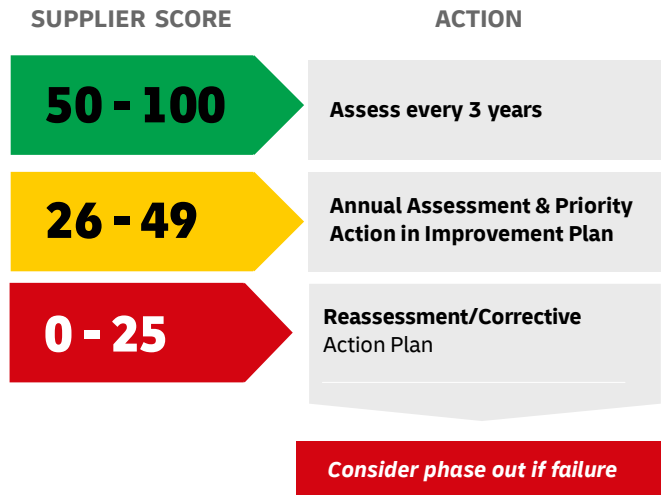 SUPPLIER SCORE
ACTION
50 - 100
Assess every 3 years
26 - 49
Annual Assessment & Priority
Action in Improvement Plan
0 - 25
Reassessment/Corrective
Action Plan
Consider phase out if failure